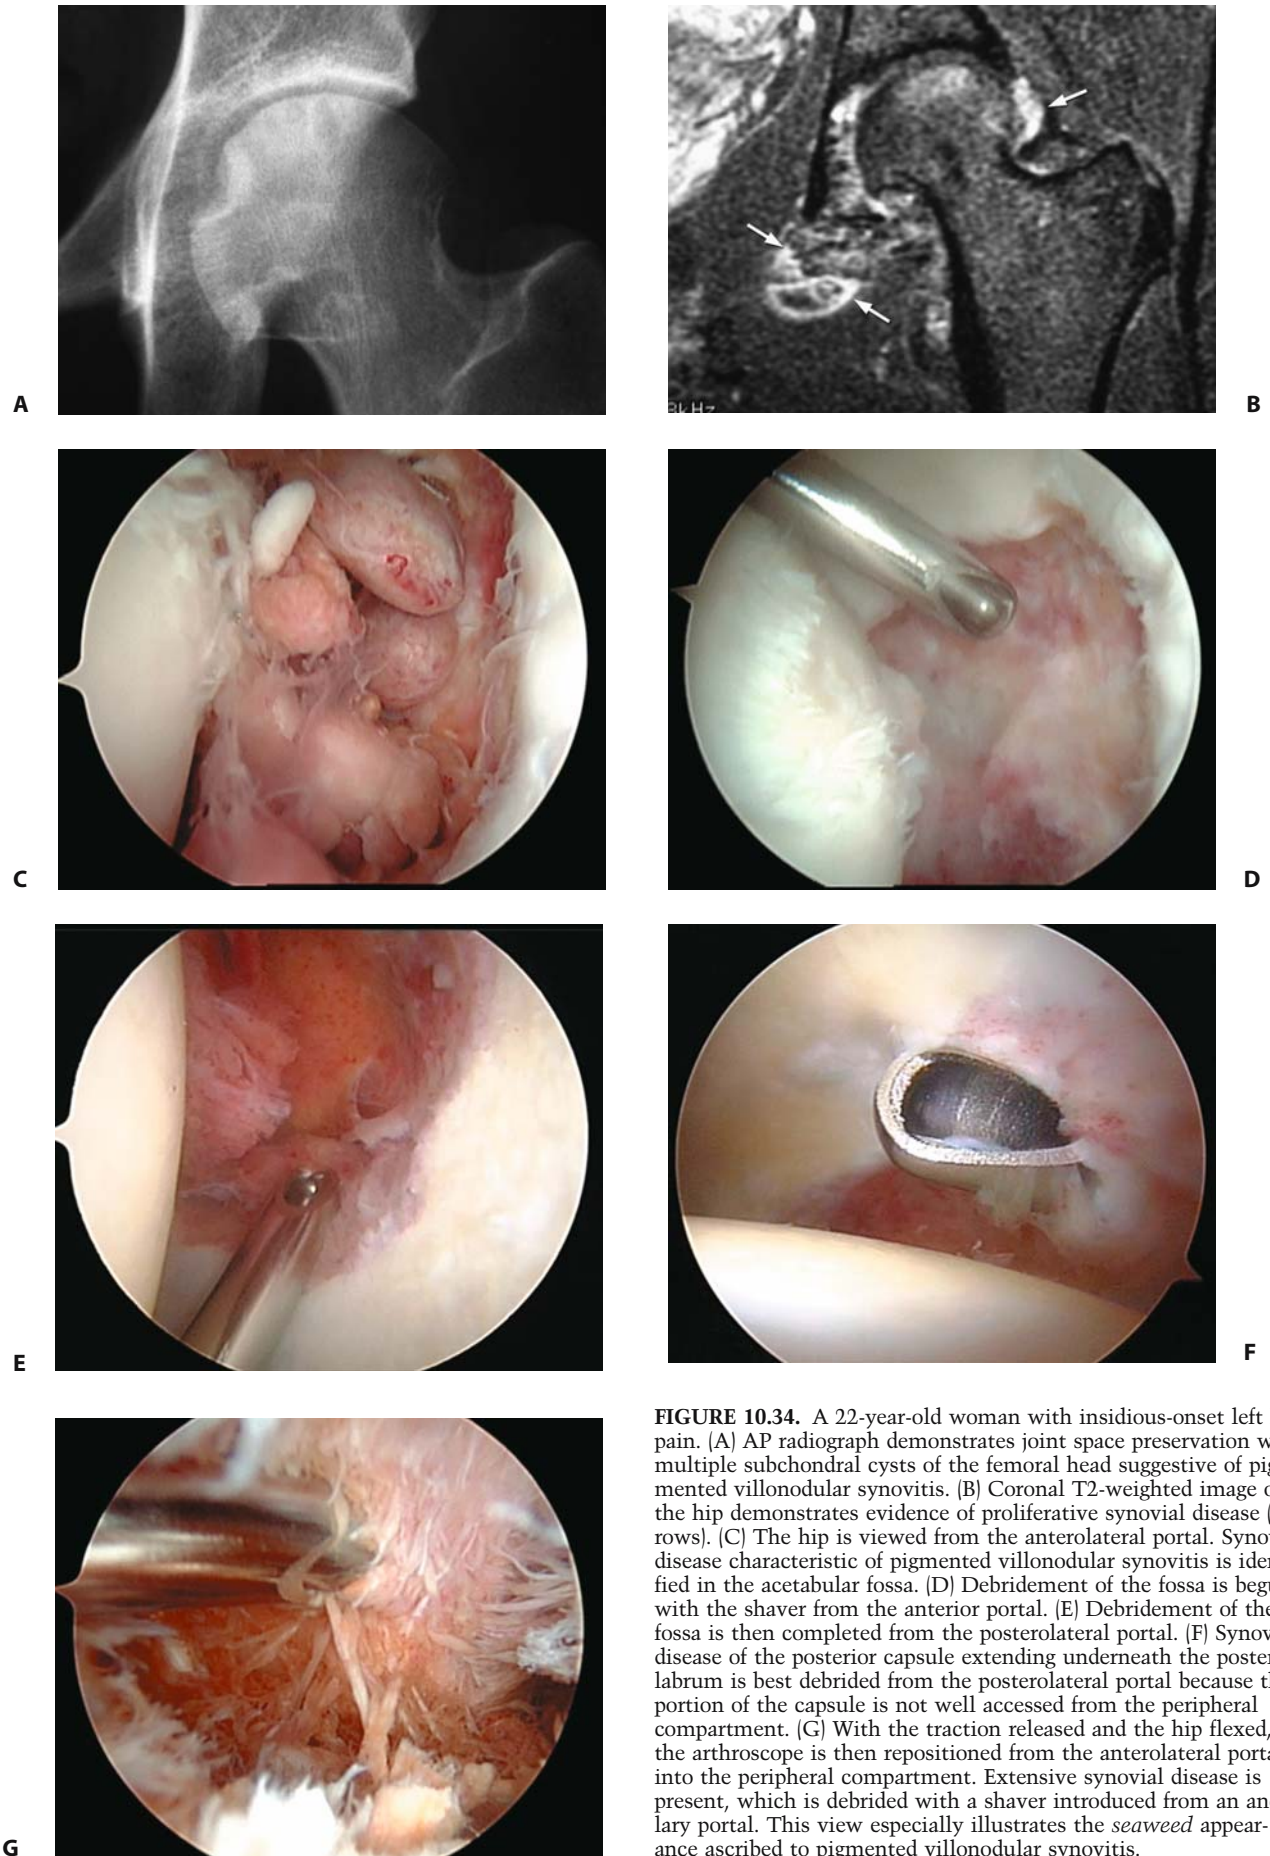 A
B
8kHz
C
D
E
F
G
FIGURE 10.34. A 22-year-old woman with insidious-onset left
pain. (A) AP radiograph demonstrates joint space preservation w
multiple subchondral cysts of the femoral head suggestive of pig
mented villonodular synovitis. (B) Coronal T2-weighted image o
the hip demonstrates evidence of proliferative synovial disease (
rows). (C) The hip is viewed from the anterolateral portal. Synov
disease characteristic of pigmented villonodular synovitis is iden
fied in the acetabular fossa. (D) Debridement of the fossa is begu
with the shaver from the anterior portal. (E) Debridement of the
fossa is then completed from the posterolateral portal. (F) Synov
disease of the posterior capsule extending underneath the poster
labrum is best debrided from the posterolateral portal because th
portion of the capsule is not well accessed from the peripheral
compartment. (G) With the traction released and the hip flexed,
the arthroscope is then repositioned from the anterolateral porta
into the peripheral compartment. Extensive synovial disease is
present, which is debrided with a shaver introduced from an an
lary portal. This view especially illustrates the seaweed appear-
ance ascribed to pigmented villonodular synovitis.